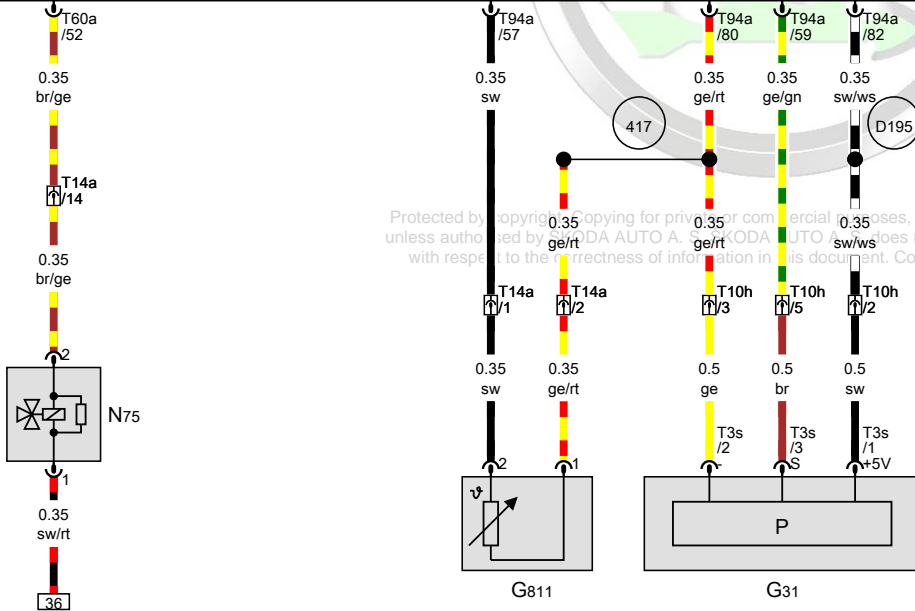 T60a
/52
T94a
/57
T94a
/80
T94a
/59
T94a
/82
0.35
br/ge
0.35
sw
0.35
ge/rt
0.35
ge/gn
0.35
sw/ws
417
D195
T14a
/14
Protected by copyright. Copying for private or commercial purposes,
unless authorised by ŠKODA AUTO A. S. ŠKODA AUTO A. S. does
with respect to the correctness of information in this document. Co
0.35
ge/rt
0.35
ge/rt
0.35
sw/ws
0.35
br/ge
T14a
/1
T14a
/2
T10h
/3
T10h
/5
T10h
/2
2
0.35
sw
0.35
ge/rt
0.5
ge
0.5
br
0.5
sw
N75
T3s
/2
-
T3s
/3
S
T3s
/1
+5V
1
2
1
ϑ
0.35
sw/rt
P
G811
G31
36